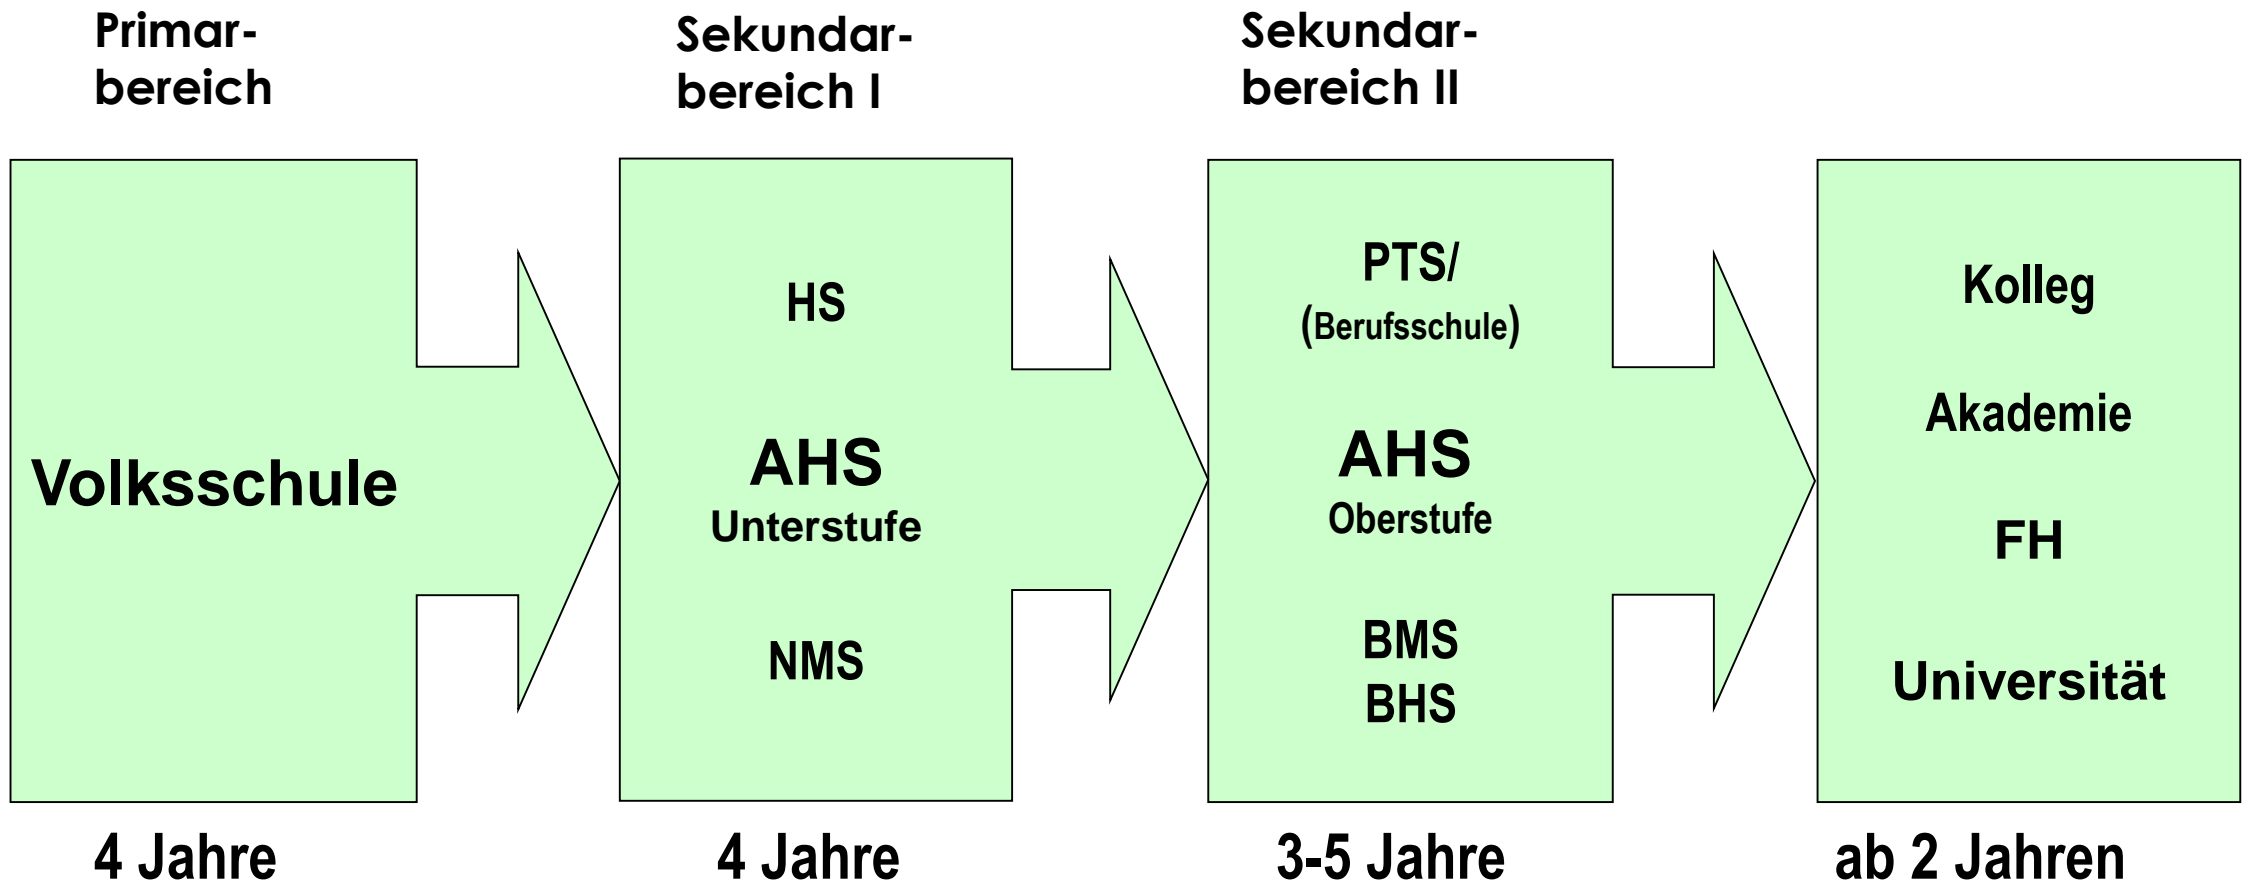 Primar-
bereich
Sekundar-
bereich I
Sekundar-
bereich II
Volksschule
HS
AHS
Unterstufe
NMS
PTS/
(Berufsschule)
AHS
Oberstufe
BMS
BHS
Kolleg
Akademie
FH
Universität
4 Jahre
4 Jahre
3-5 Jahre
ab 2 Jahren